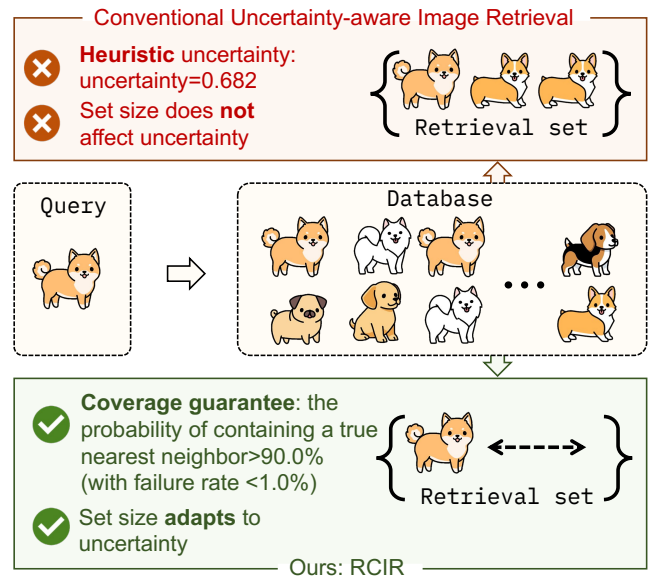 Conventional Uncertainty-aware Image Retrieval
Heuristic uncertainty:
uncertainty=0.682
Set size does not
affect uncertainty
Retrieval set
Query
Database
Coverage guarantee: the
probability of containing a true
nearest neighbor>90.0%
(with failure rate <1.0%)
Set size adapts to
uncertainty
Retrieval set
Ours: RCIR